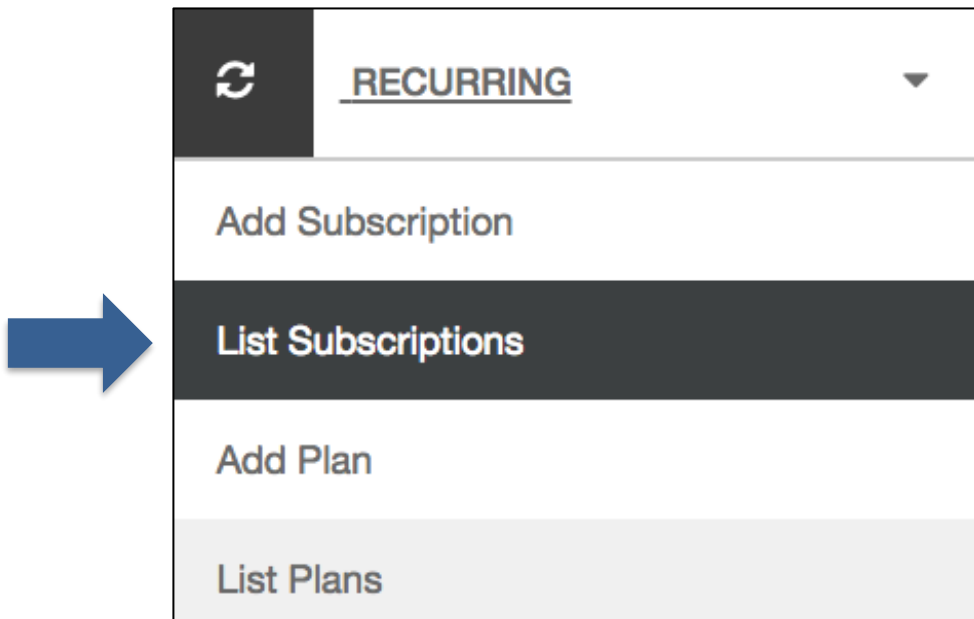 RECURRING
Add Subscription
List Subscriptions
Add Plan
List Plans